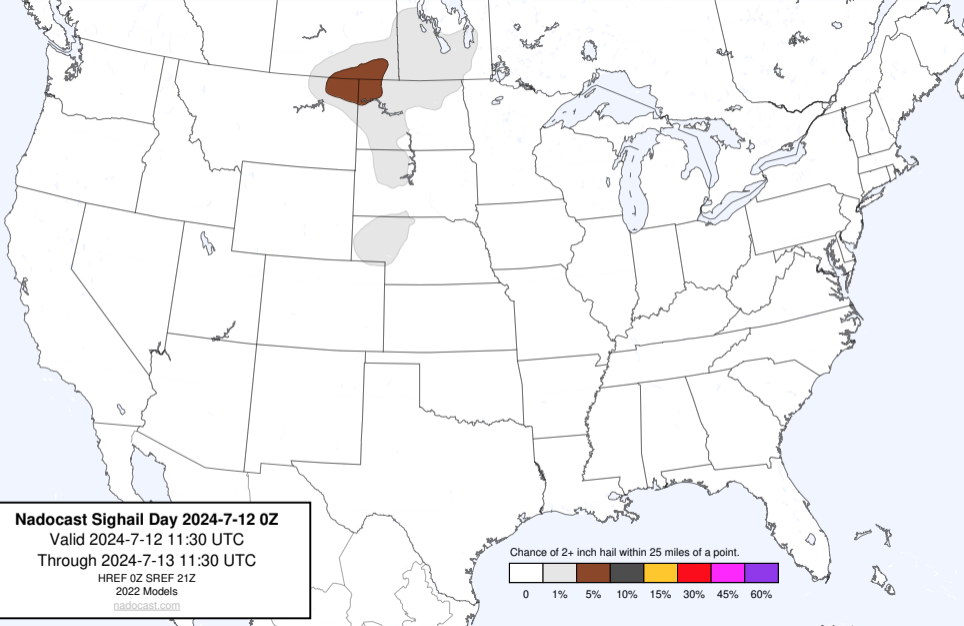 Nadocast Sighail Day 2024-7-12 0Z
Valid 2024-7-12 11:30 UTC
Through 2024-7-13 11:30 UTC
HREF 0Z SREF 21Z
2022 Models
nadocast.com
Chance of 2+ inch hail within 25 miles of a point.
0 1% 5% 10% 15% 30% 45% 60%